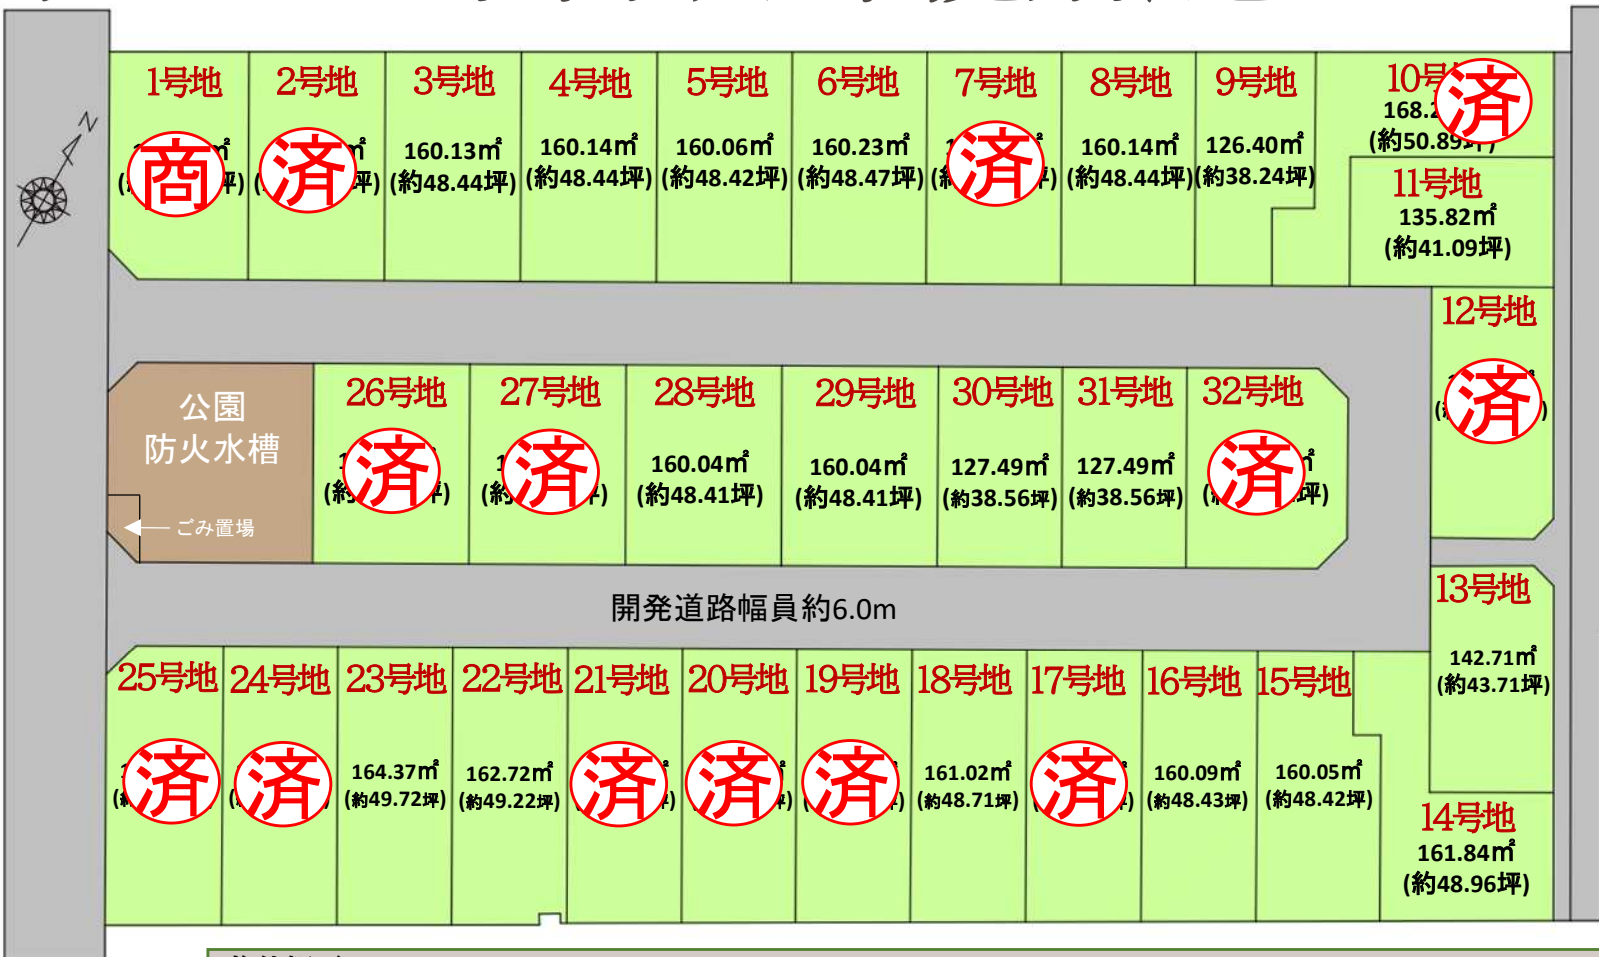 1号地
商
2号地
済
3号地
160.13㎡
(約48.44坪)
4号地
160.14㎡
(約48.44坪)
5号地
160.06㎡
(約48.42坪)
6号地
160.23㎡
(約48.47坪)
7号地
済
8号地
160.14㎡
(約48.44坪)
9号地
126.40㎡
(約38.24坪)
10号
168.2
(約50.89坪)
済
11号地
135.82㎡
(約41.09坪)
12号地
済
N
公園
防火水槽
ごみ置場
26号地
済
27号地
済
28号地
160.04㎡
(約48.41坪)
29号地
160.04㎡
(約48.41坪)
30号地
127.49㎡
(約38.56坪)
31号地
127.49㎡
(約38.56坪)
32号地
済
開発道路幅員約6.0m
13号地
142.71㎡
(約43.71坪)
25号地
済
24号地
済
23号地
164.37㎡
(約49.72坪)
22号地
162.72㎡
(約49.22坪)
21号地
済
20号地
済
19号地
済
18号地
161.02㎡
(約48.71坪)
17号地
済
16号地
160.09㎡
(約48.43坪)
15号地
160.05㎡
(約48.42坪)
14号地
161.84㎡
(約48.96坪)